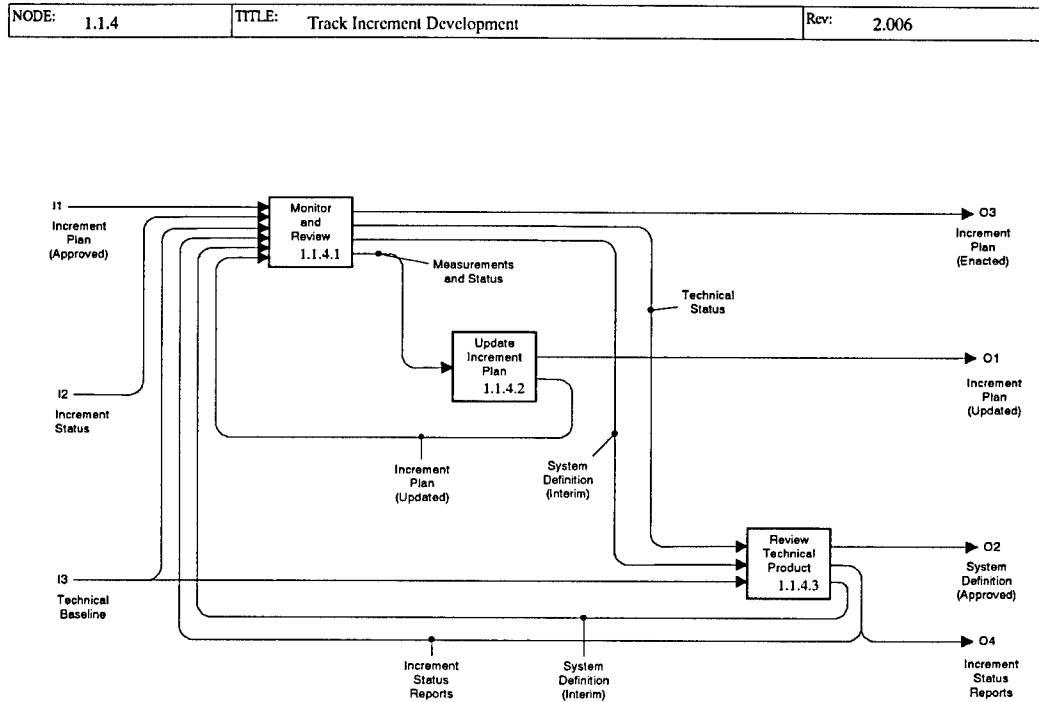 NODE: 1.1.4 TITLE: Track Increment Development Rev: 2.006
I1
Increment
Plan
(Approved)
Monitor
and
Review
1.1.4.1
O3
Increment
Plan
(Enacted)
Measurements
and Status
Technical
Status
Update
Increment
Plan
1.1.4.2
O1
Increment
Plan
(Updated)
I2
Increment
Status
Increment
Plan
(Updated)
System
Definition
(Interim)
Review
Technical
Product
1.1.4.3
O2
System
Definition
(Approved)
I3
Technical
Baseline
O4
Increment
Status
Reports
Increment
Status
Reports
System
Definition
(Interim)